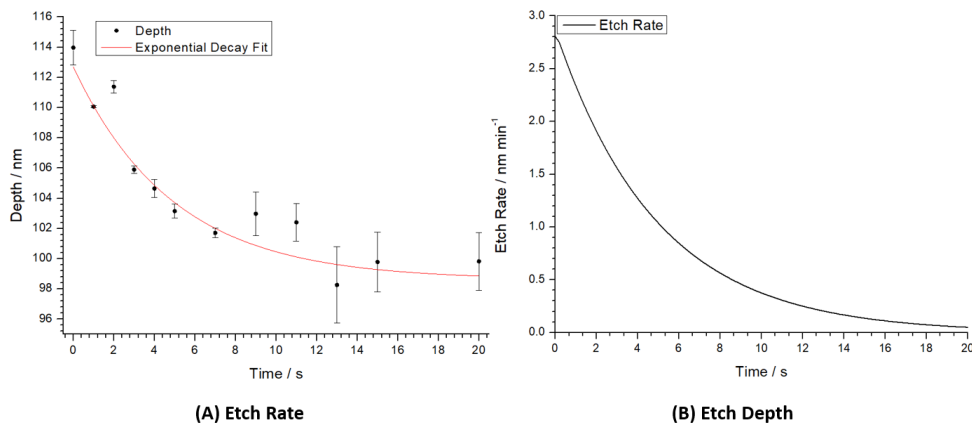 116
114
112
110
108
106
104
102
100
98
96
Depth / nm
Depth
Exponential Decay Fit
0 2 4 6 8 10 12 14 16 18 20
Time / s
(A) Etch Rate
3.0
2.5
2.0
1.5
1.0
0.5
0.0
Etch Rate / nm min-1
Etch Rate
0 2 4 6 8 10 12 14 16 18 20
Time / s
(B) Etch Depth